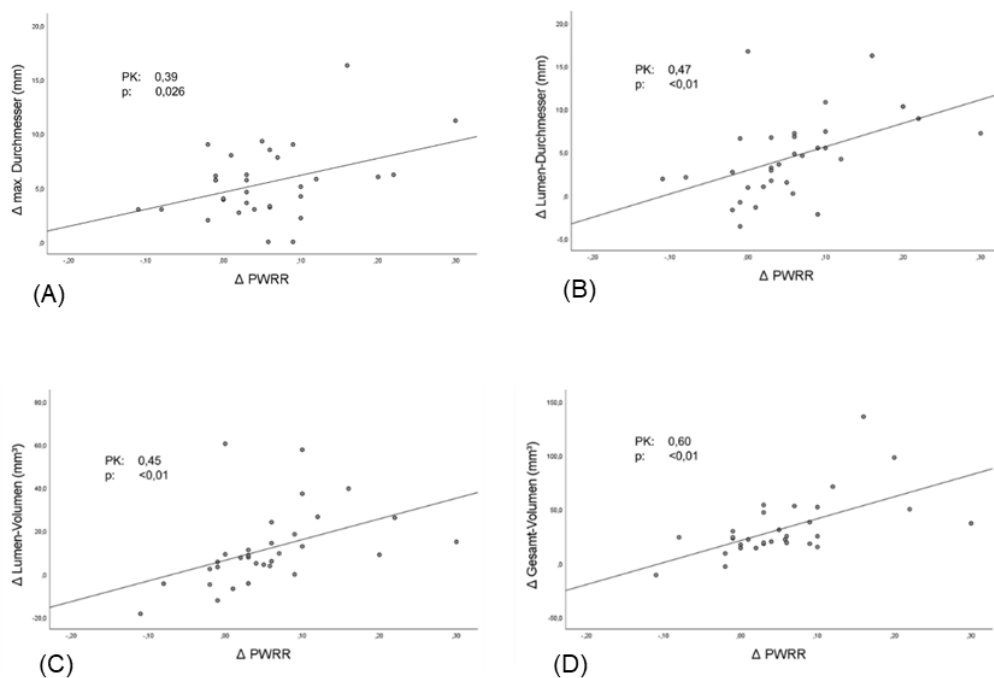 20,0
15,0
10,0
5,0
,0
Δ max. Durchmesser (mm)
PK: 0,39
p: 0,026
-,20 -,10 ,00 ,10 ,20 ,30
Δ PWRR
(A)
20,0
15,0
10,0
5,0
,0
-5,0
Δ Lumen-Durchmesser (mm)
PK: 0,47
p: <0,01
-,20 -,10 ,00 ,10 ,20 ,30
Δ PWRR
(B)
80,0
60,0
40,0
20,0
,0
-20,0
Δ Lumen-Volumen (mm³)
PK: 0,45
p: <0,01
-,20 -,10 ,00 ,10 ,20 ,30
Δ PWRR
(C)
150,0
100,0
50,0
,0
-50,0
Δ Gesamt-Volumen (mm³)
PK: 0,60
p: <0,01
-,20 -,10 ,00 ,10 ,20 ,30
Δ PWRR
(D)